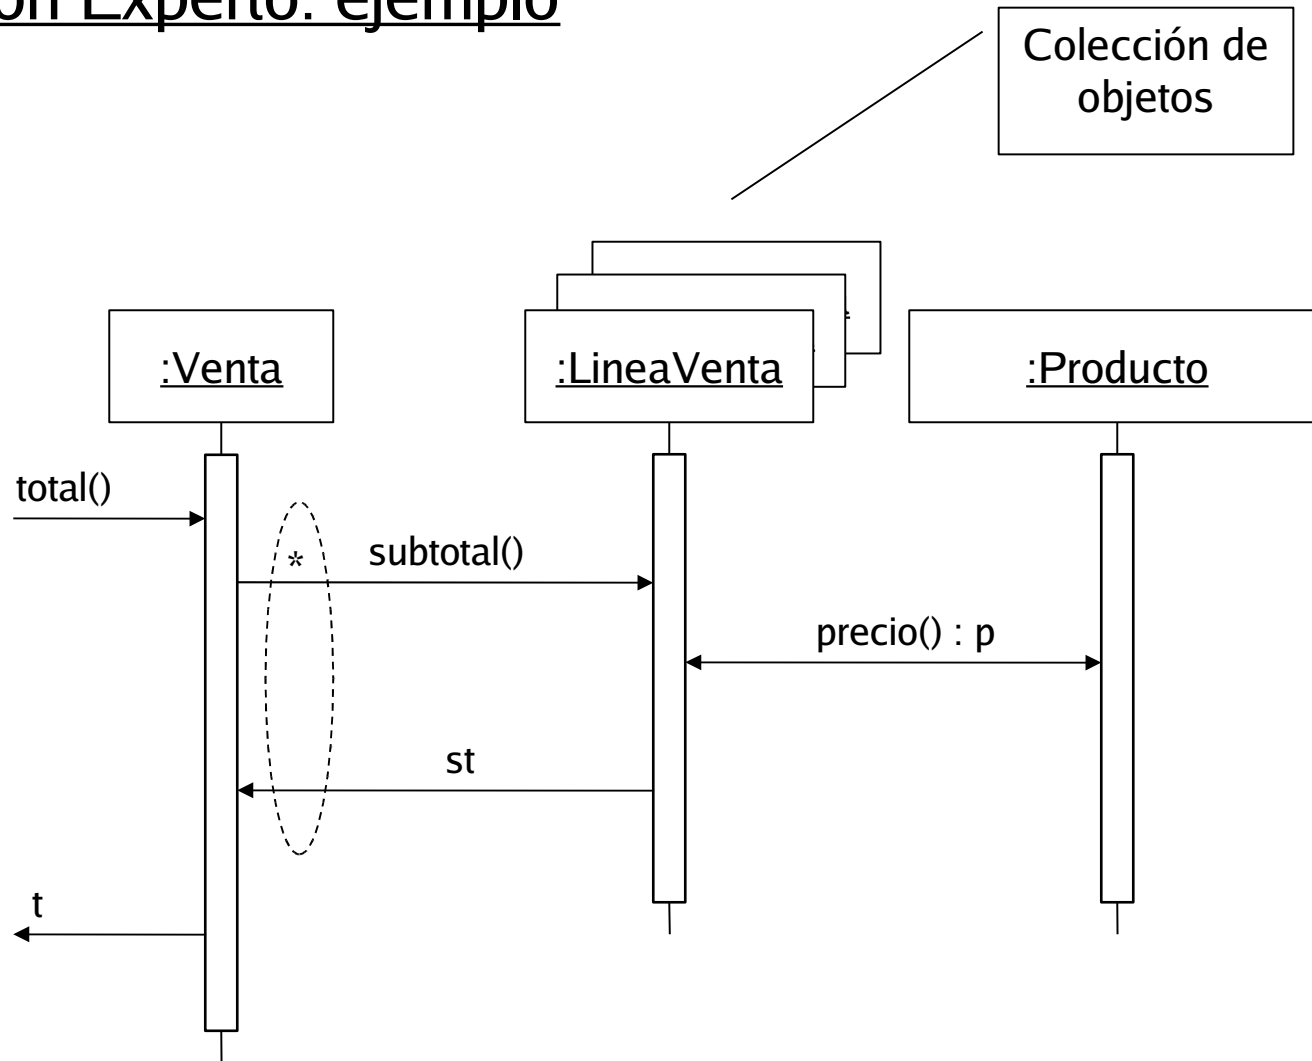 Experto: ejemplo
Colección de
objetos
:Venta
:LineaVenta
:Producto
total()
*
subtotal()
precio() : p
st
t